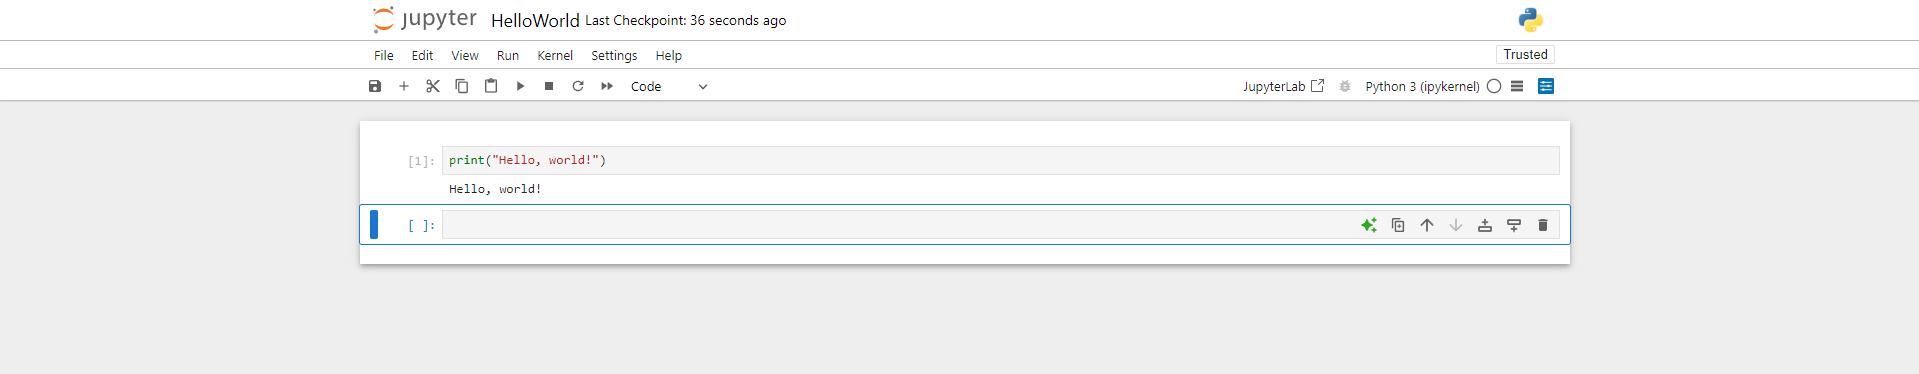 jupyter HelloWorld Last Checkpoint: 36 seconds ago
File Edit View Run Kernel Settings Help Trusted
Code JupyterLab Python 3 (ipykernel)
[1]: print("Hello, world!")
Hello, world!
[ ]: